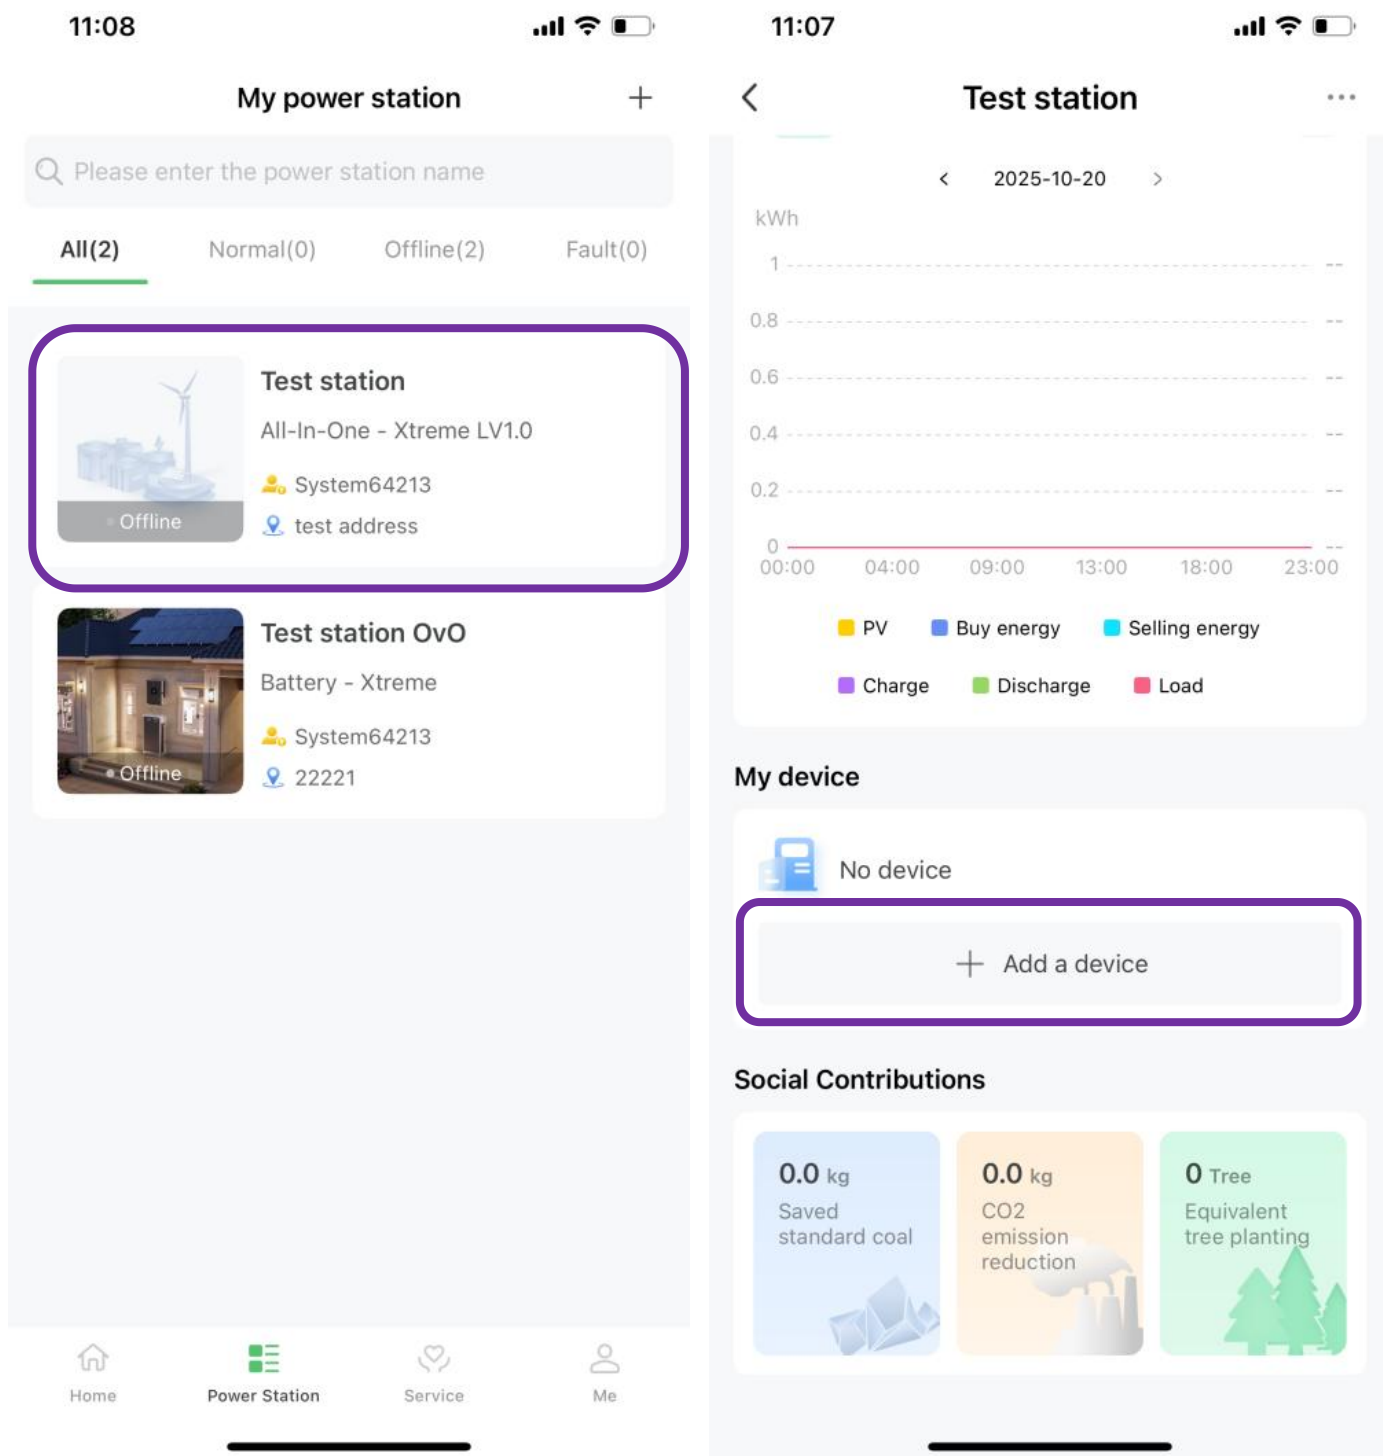 11:08
My power station
Please enter the power station name
All(2)
Normal(0)
Offline(2)
Fault(0)
Test station
All-In-One - Xtreme LV1.0
System64213
test address
Offline
Test station OvO
Battery - Xtreme
System64213
22221
Offline
Home
Power Station
Service
Me
11:07
Test station
2025-10-20
kWh
1 --
0.8 --
0.6 --
0.4 --
0.2 --
0 --
00:00 04:00 09:00 13:00 18:00 23:00
PV Buy energy Selling energy
Charge Discharge Load
My device
No device
Add a device
Social Contributions
0.0 kg
Saved
standard coal
0.0 kg
CO2
emission
reduction
0 Tree
Equivalent
tree planting